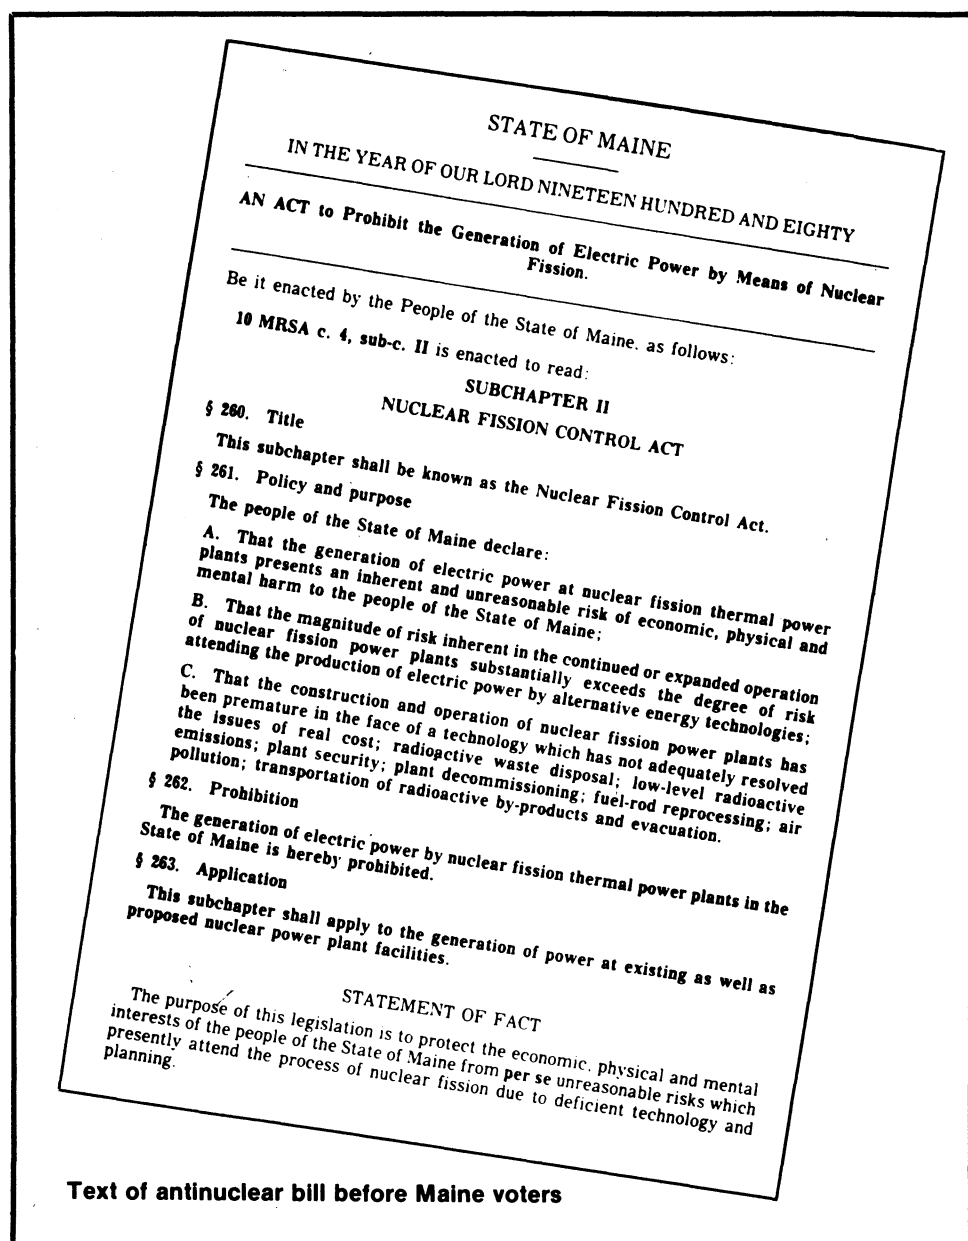 STATE OF MAINE
IN THE YEAR OF OUR LORD NINETEEN HUNDRED AND EIGHTY
AN ACT to Prohibit the Generation of Electric Power by Means of Nuclear
Fission.
Be it enacted by the People of the State of Maine, as follows:
10 MRSA c. 4, sub-c. II is enacted to read:
SUBCHAPTER II
NUCLEAR FISSION CONTROL ACT
§ 260. Title
This subchapter shall be known as the Nuclear Fission Control Act.
§ 261. Policy and purpose
The people of the State of Maine declare:
A. That the generation of electric power at nuclear fission thermal power
plants presents an inherent and unreasonable risk of economic, physical and
mental harm to the people of the State of Maine;
B. That the magnitude of risk inherent in the continued or expanded operation
of nuclear fission power plants substantially exceeds the degree of risk
attending the production of electric power by alternative energy technologies;
C. That the construction and operation of nuclear fission power plants has
been premature in the face of a technology which has not adequately resolved
the issues of real cost; radioactive waste disposal; low-level radioactive
emissions; plant security; plant decommissioning; fuel-rod reprocessing; air
pollution; transportation of radioactive by-products and evacuation.
§ 262. Prohibition
The generation of electric power by nuclear fission thermal power plants in the
State of Maine is hereby prohibited.
§ 263. Application
This subchapter shall apply to the generation of power at existing as well as
proposed nuclear power plant facilities.
STATEMENT OF FACT
The purpose of this legislation is to protect the economic, physical and mental
interests of the people of the State of Maine from per se unreasonable risks which
presently attend the process of nuclear fission due to deficient technology and
planning.
Text of antinuclear bill before Maine voters